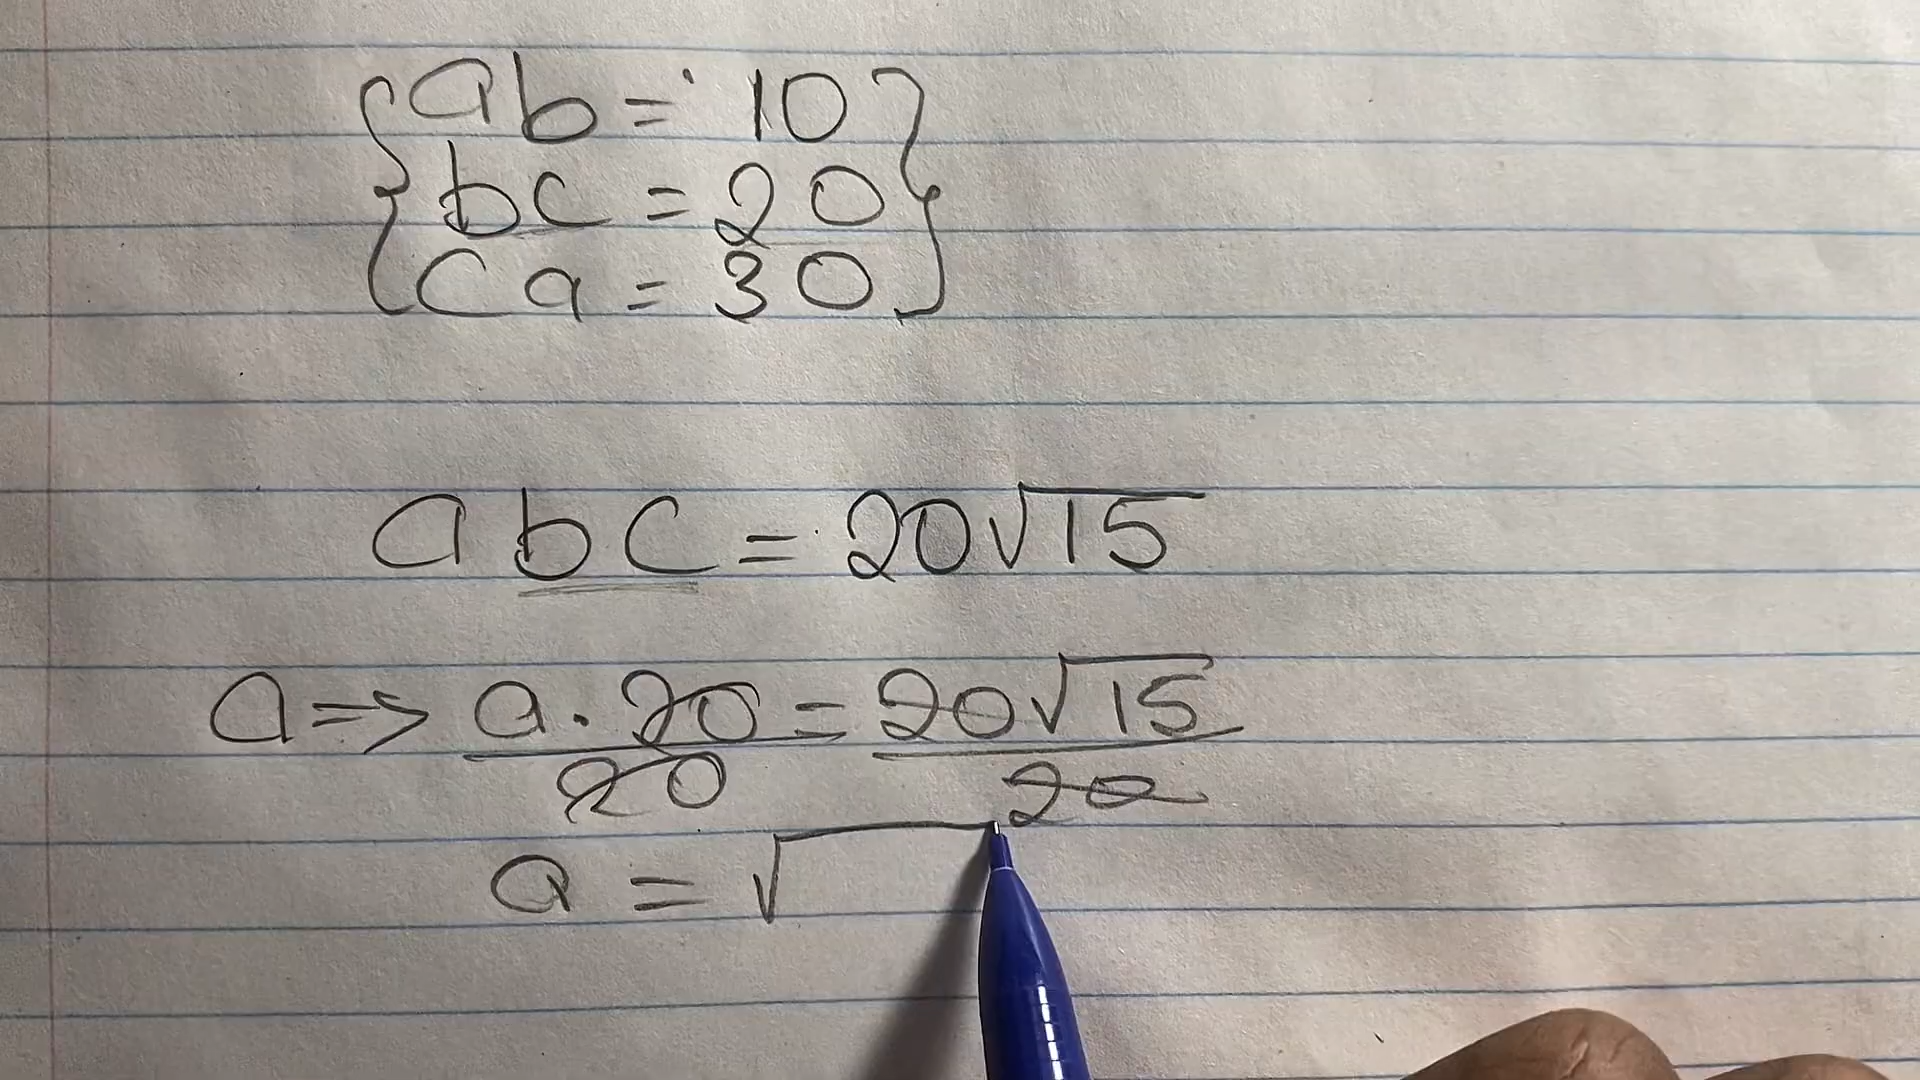 ab = 10
bc = 20
ca = 30
abc = 20√15
a => a · 20 / 20 = 20√15 / 20
a = √